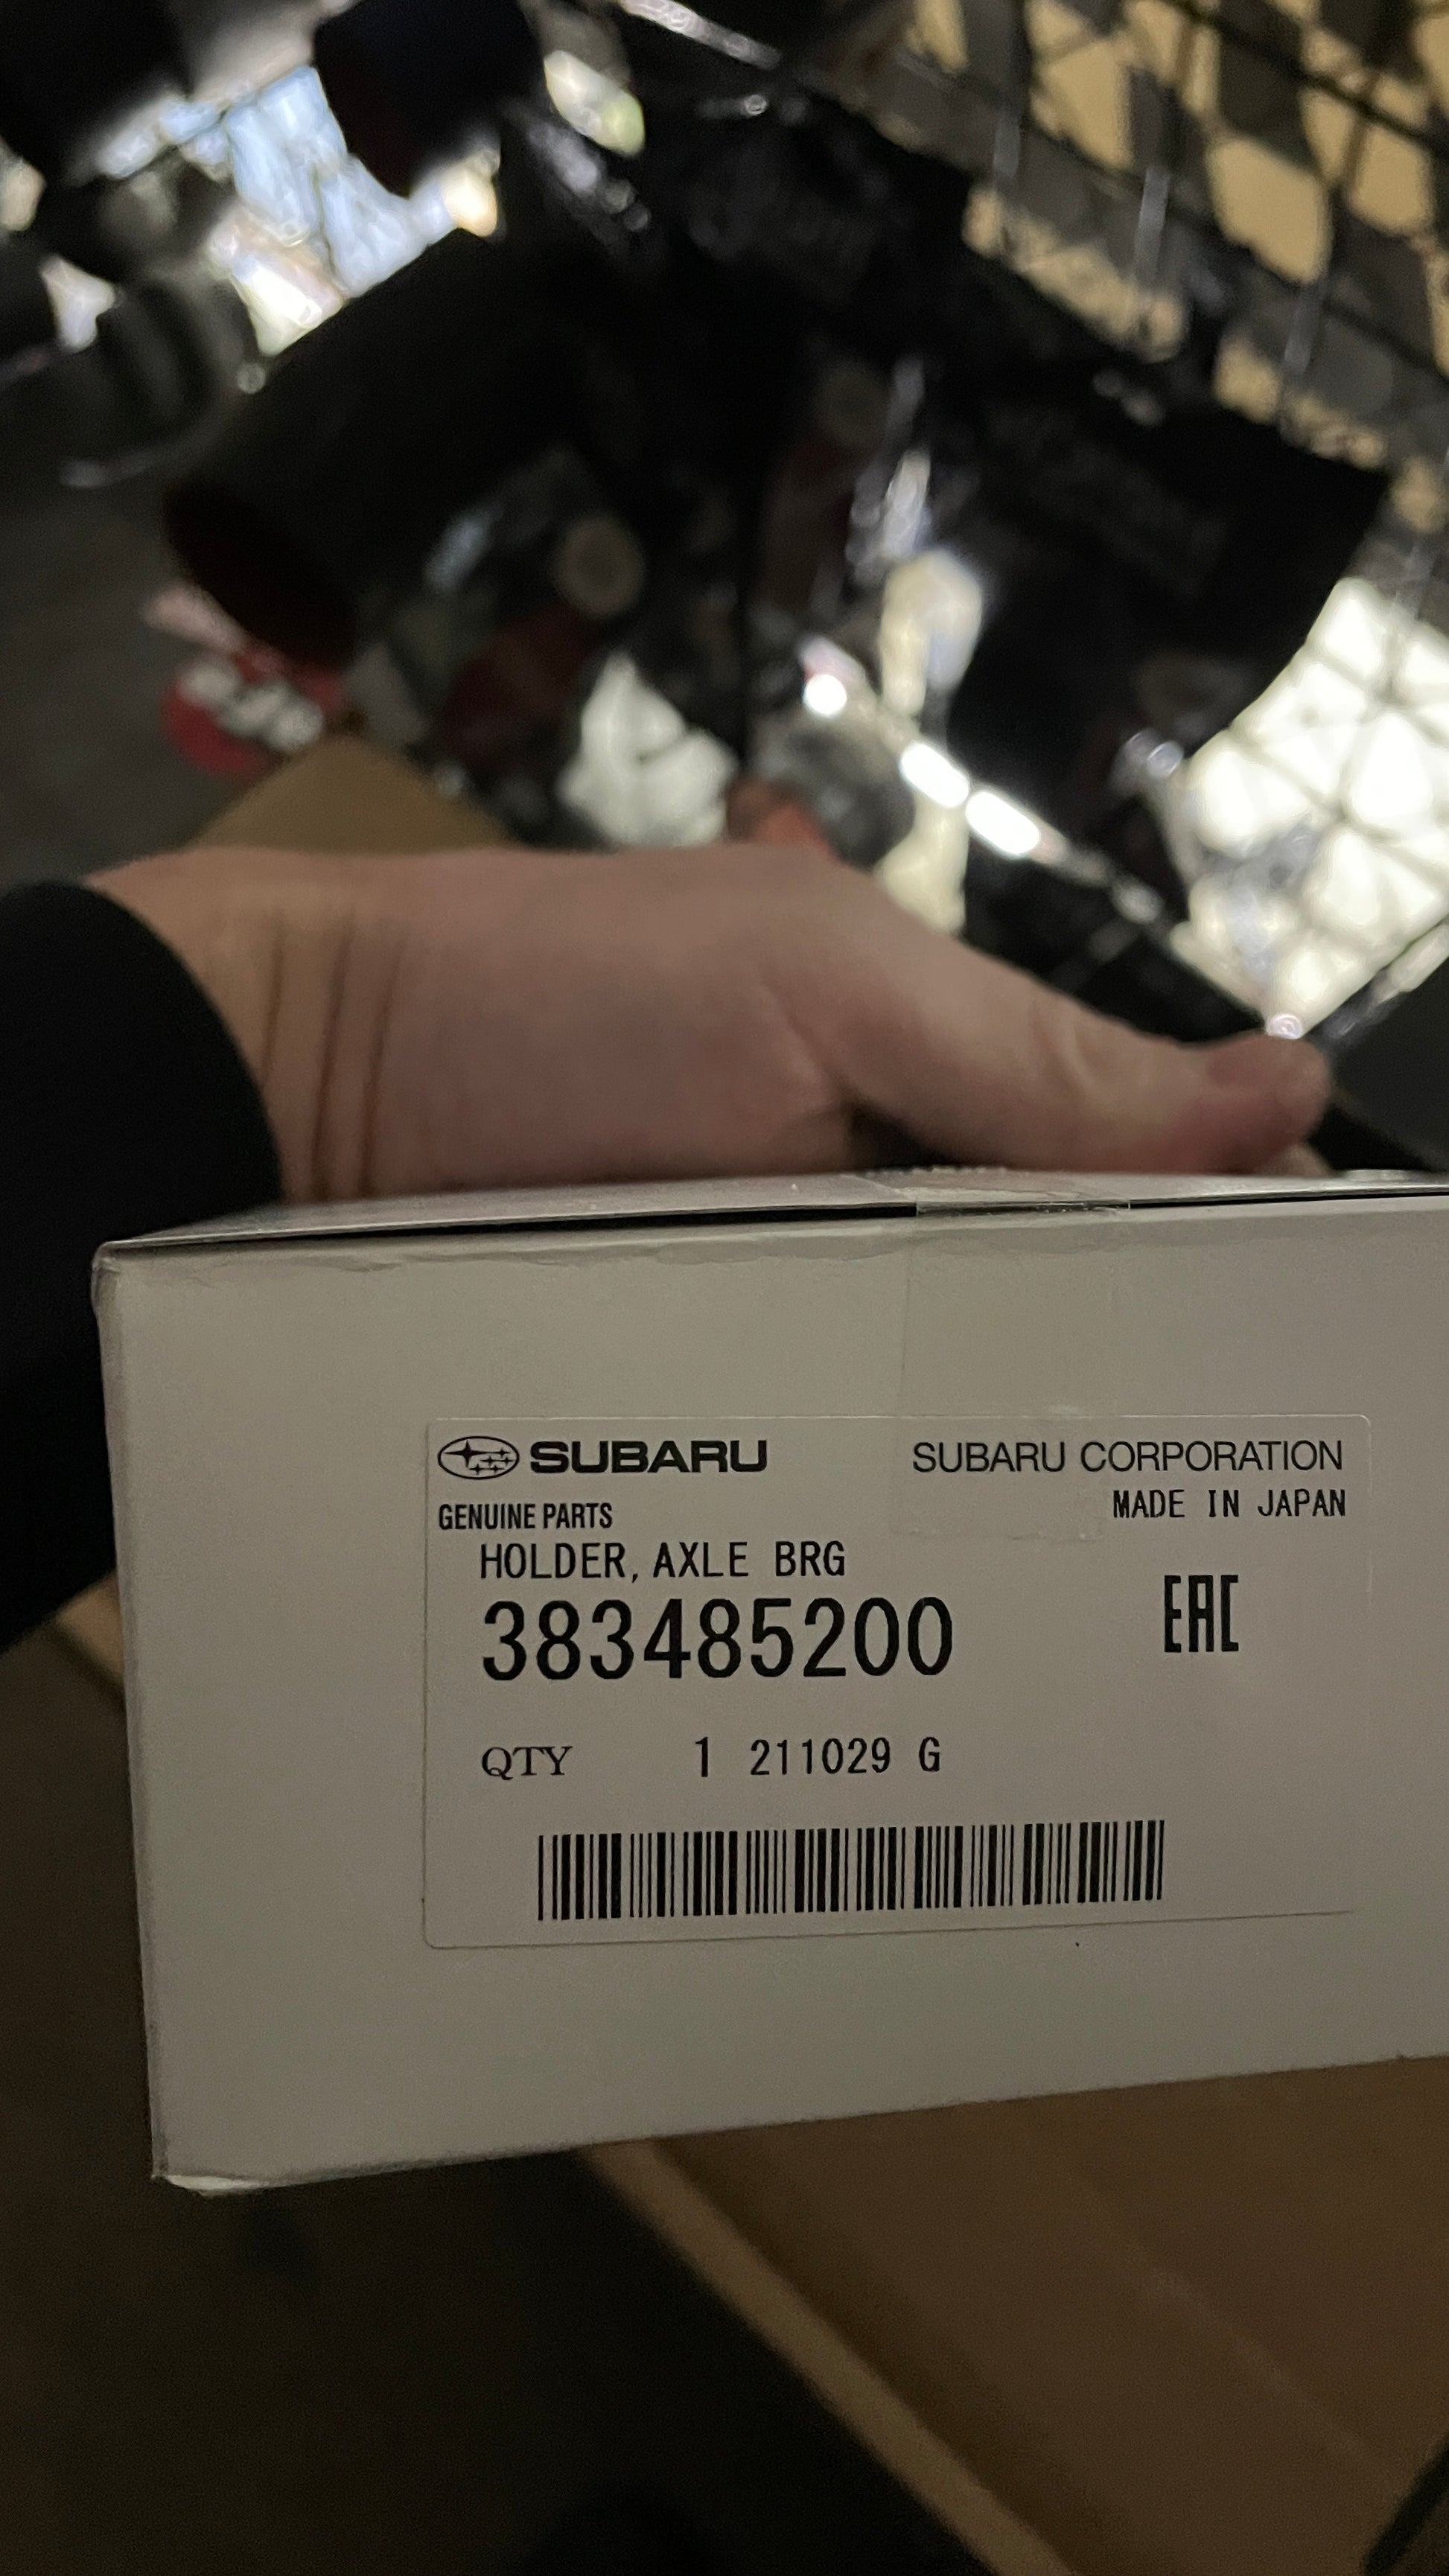 SUBARU
SUBARU CORPORATION
GENUINE PARTS
MADE IN JAPAN
HOLDER, AXLE BRG
383485200
EAC
QTY 1 211029 G